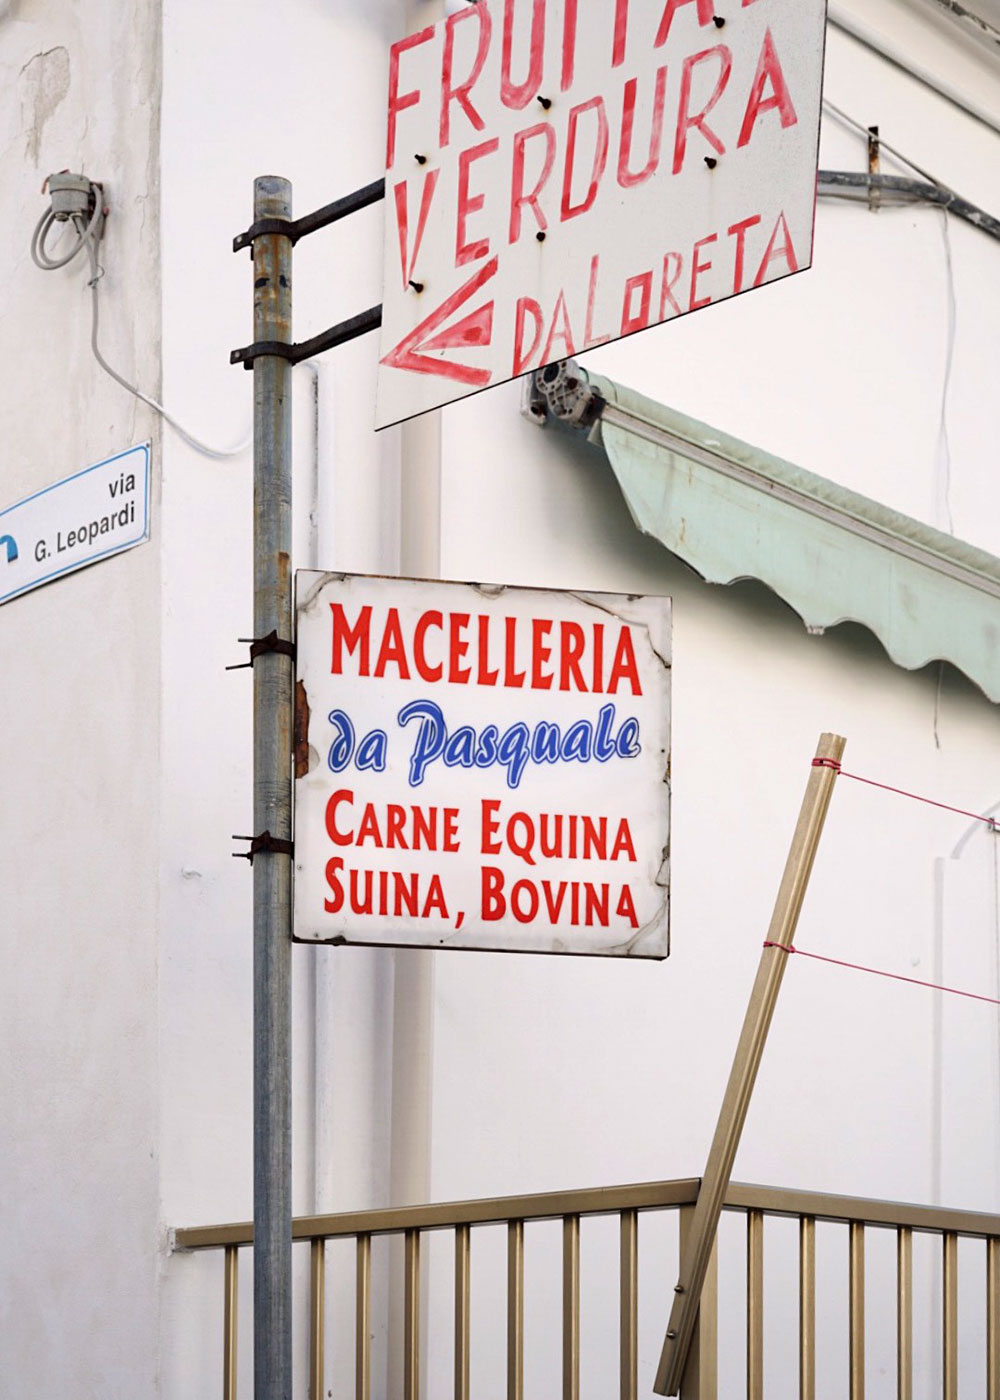 FRUTTA
VERDURA
DA LORETA
via
G. Leopardi
MACELLERIA
da Pasquale
CARNE EQUINA
SUINA, BOVINA